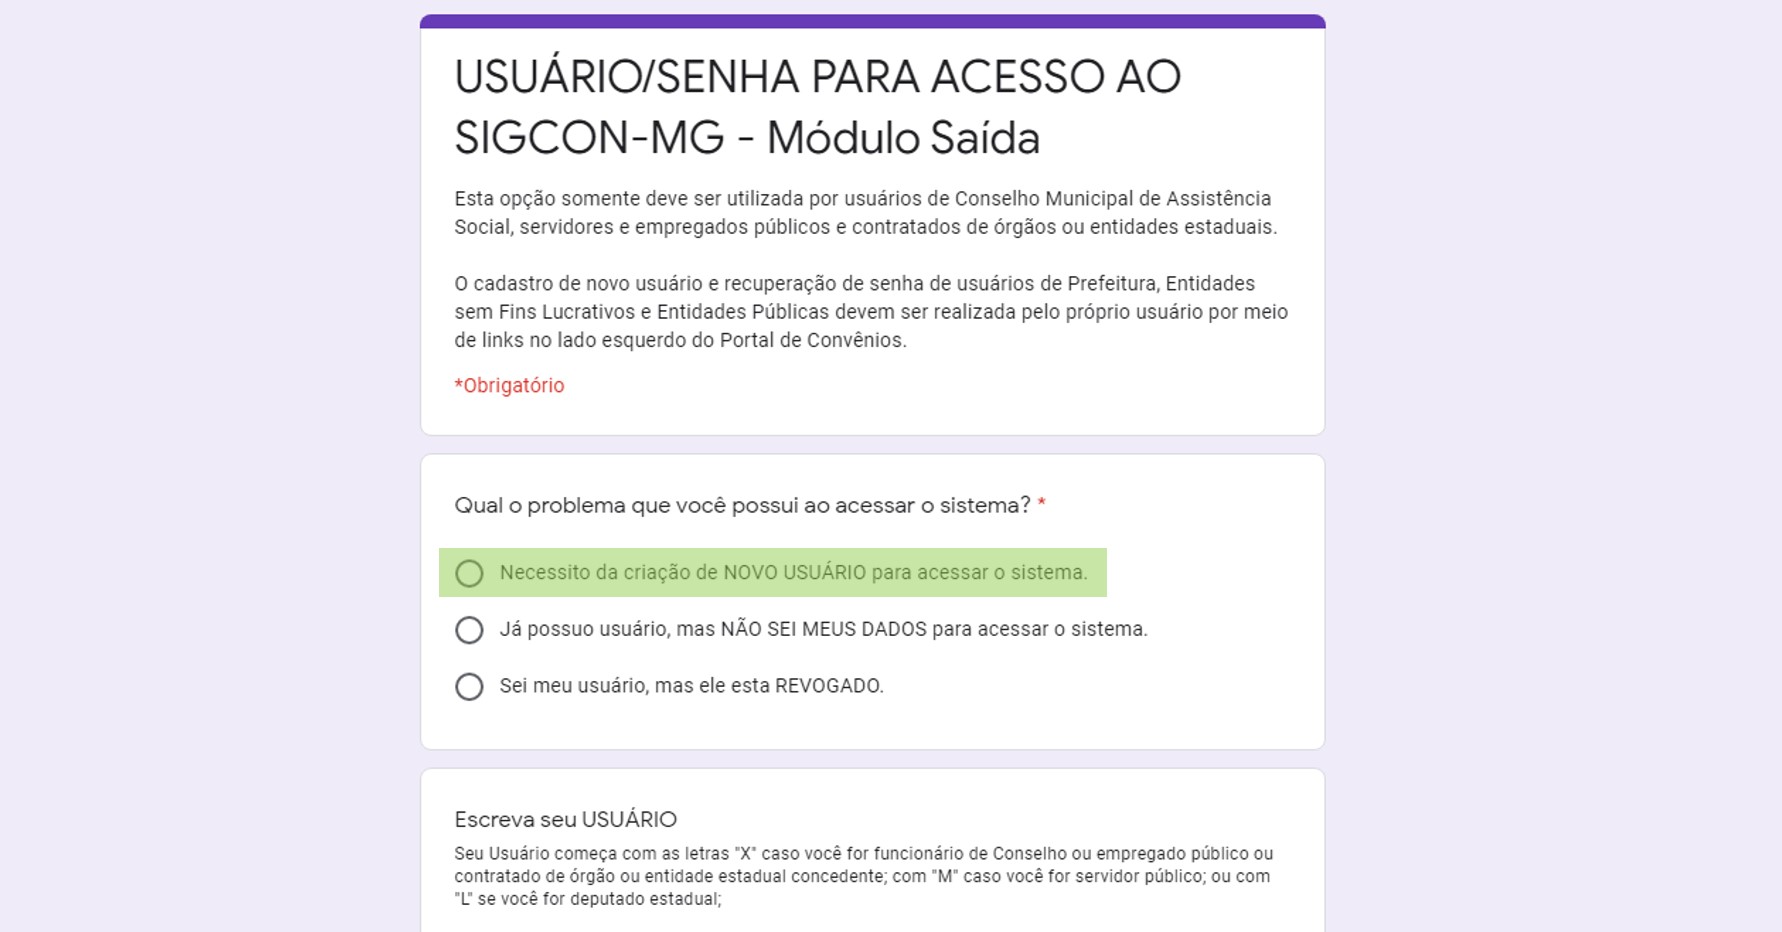 USUÁRIO/SENHA PARA ACESSO AO
SIGCON-MG - Módulo Saída
Esta opção somente deve ser utilizada por usuários de Conselho Municipal de Assistência
Social, servidores e empregados públicos e contratados de órgãos ou entidades estaduais.
O cadastro de novo usuário e recuperação de senha de usuários de Prefeitura, Entidades
sem Fins Lucrativos e Entidades Públicas devem ser realizada pelo próprio usuário por meio
de links no lado esquerdo do Portal de Convênios.
*Obrigatório
Qual o problema que você possui ao acessar o sistema? *
Necessito da criação de NOVO USUÁRIO para acessar o sistema.
Já possuo usuário, mas NÃO SEI MEUS DADOS para acessar o sistema.
Sei meu usuário, mas ele esta REVOGADO.
Escreva seu USUÁRIO
Seu Usuário começa com as letras "X" caso você for funcionário de Conselho ou empregado público ou
contratado de órgão ou entidade estadual concedente; com "M" caso você for servidor público; ou com
"L" se você for deputado estadual;